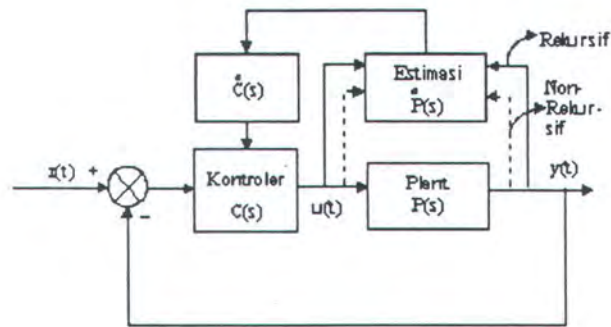 Rekursif
Estimasi
P̂(s)
Ĉ(s)
Non-
Rekur-
sif
r(t) +
−
Kontroler
C(s)
u(t)
Plant
P(s)
y(t)